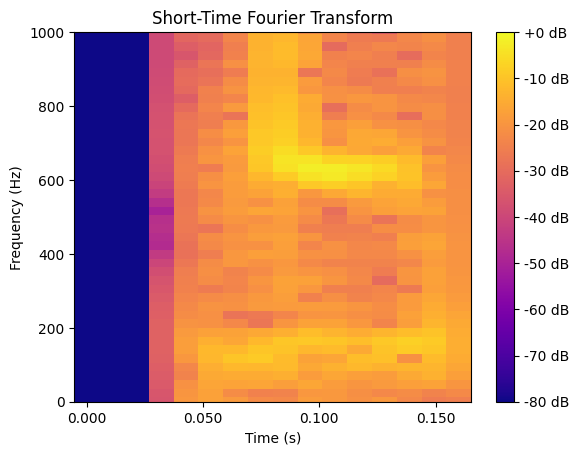 Short-Time Fourier Transform
1000
800
600
400
200
0
Frequency (Hz)
0.000
0.050
0.100
0.150
Time (s)
+0 dB
-10 dB
-20 dB
-30 dB
-40 dB
-50 dB
-60 dB
-70 dB
-80 dB